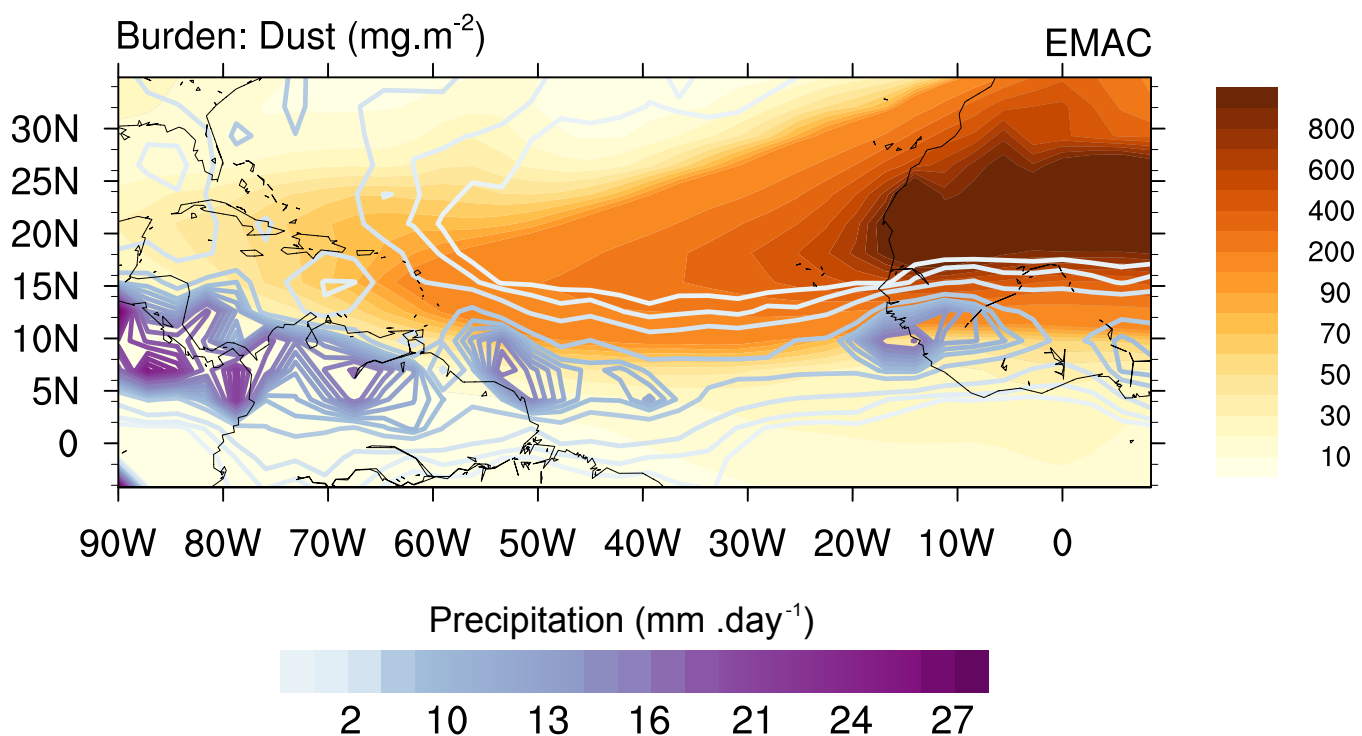 Burden: Dust (mg.m-2) EMAC
30N
25N
20N
15N
10N
5N
0
90W 80W 70W 60W 50W 40W 30W 20W 10W 0
800
600
400
200
90
70
50
30
10
Precipitation (mm .day-1)
2 10 13 16 21 24 27